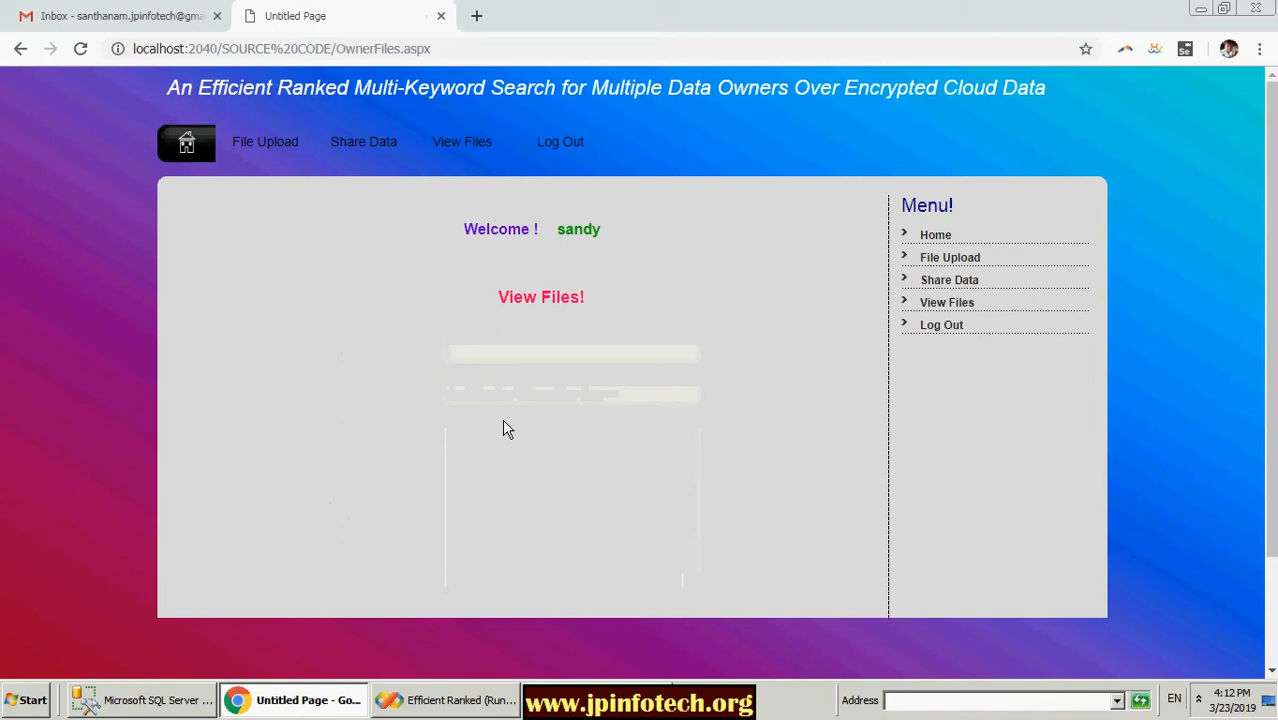 Inbox - santhanam.jpinfotech@gma
Untitled Page
localhost:2040/SOURCE%20CODE/OwnerFiles.aspx
An Efficient Ranked Multi-Keyword Search for Multiple Data Owners Over Encrypted Cloud Data
File Upload Share Data View Files Log Out
Welcome ! sandy
View Files!
Menu!
Home
File Upload
Share Data
View Files
Log Out
Start
Microsoft SQL Server ...
Untitled Page - Go...
Efficient Ranked (Run...
www.jpinfotech.org
Address
EN
4:12 PM
3/23/2019